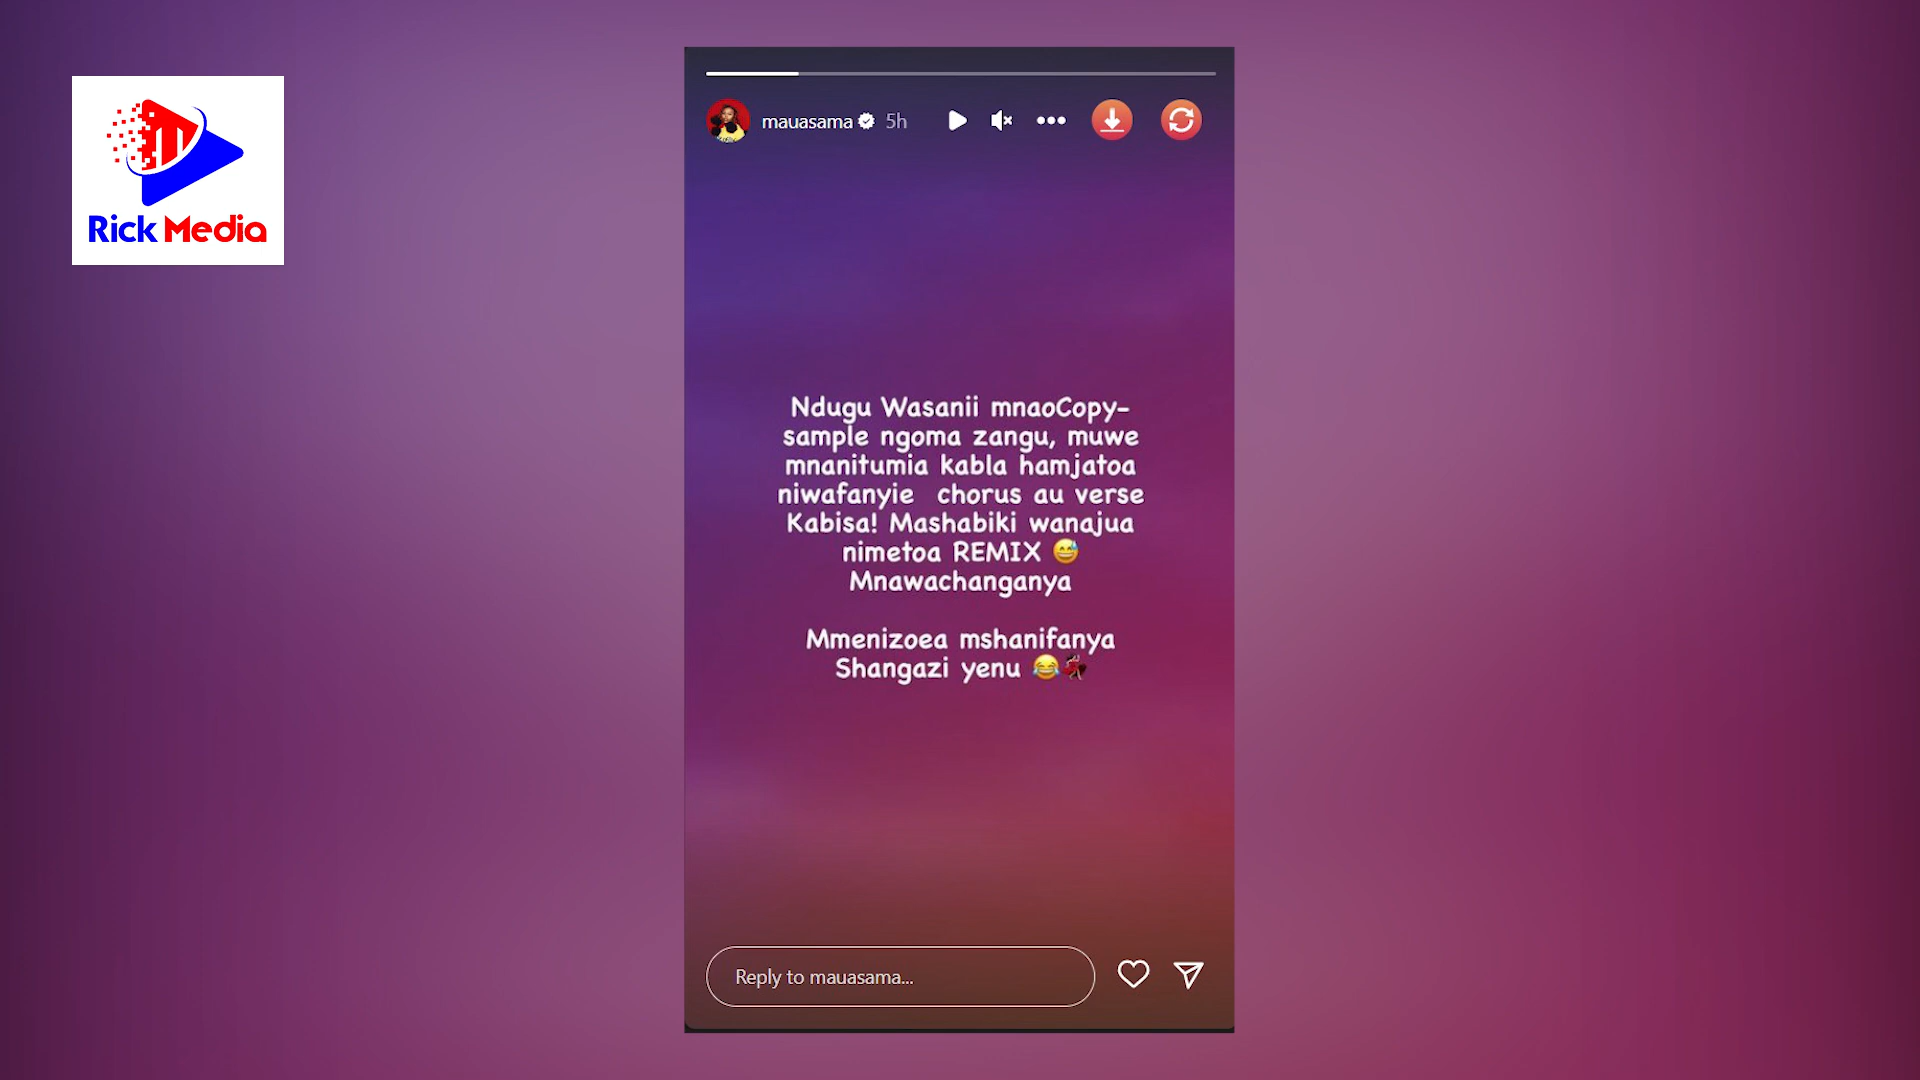 Rick Media
mauasama 5h
Ndugu Wasanii mnaoCopy-
sample ngoma zangu, muwe
mnanitumia kabla hamjatoa
niwafanyie chorus au verse
Kabisa! Mashabiki wanajua
nimetoa REMIX 😅
Mnawachanganya
Mmenizoea mshanifanya
Shangazi yenu 😂💃🏿
Reply to mauasama...